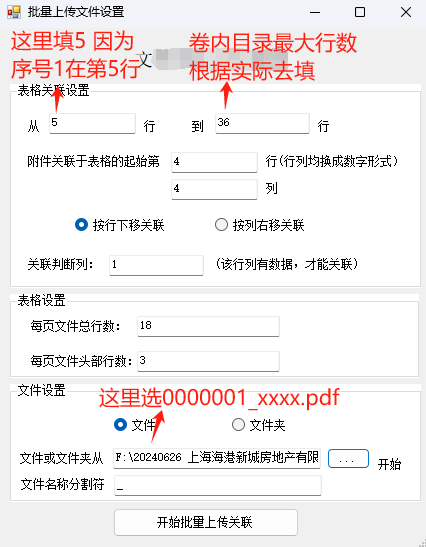 批量上传文件设置
这里填5 因为
序号1在第5行
文
卷内目录最大行数
根据实际去填
表格关联设置
从 5 行 到 36 行
附件关联于表格的起始第 4 行(行列均换成数字形式)
4 列
按行下移关联 按列右移关联
关联判断列： 1 (该行列有数据，才能关联)
表格设置
每页文件总行数： 18
每页文件头部行数： 3
文件设置
这里选0000001_xxxx.pdf
文件 文件夹
文件或文件夹从 F:\20240626 上海海港新城房地产有限 ... 开始
文件名称分割符 _
开始批量上传关联